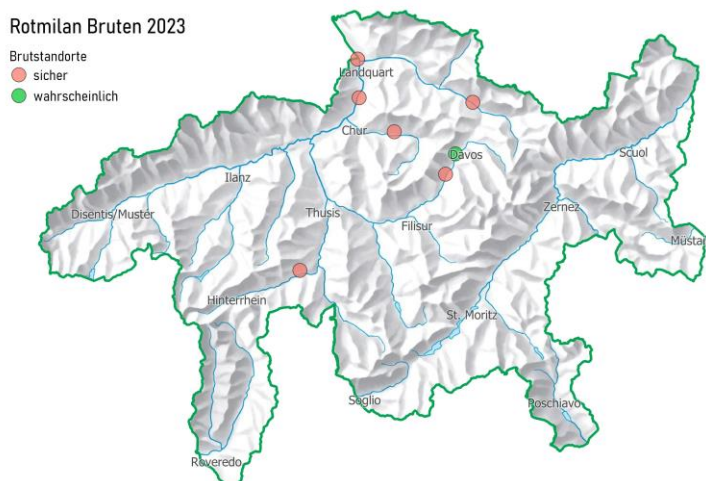 Rotmilan Bruten 2023
Brutstandorte
sicher
wahrscheinlich
Landquart
Chur
Davos
Scuol
Ilanz
Disentis/Mustér
Thusis
Zernez
Filisur
Müstair
Hinterrhein
St. Moritz
Soglio
Poschiavo
Roveredo